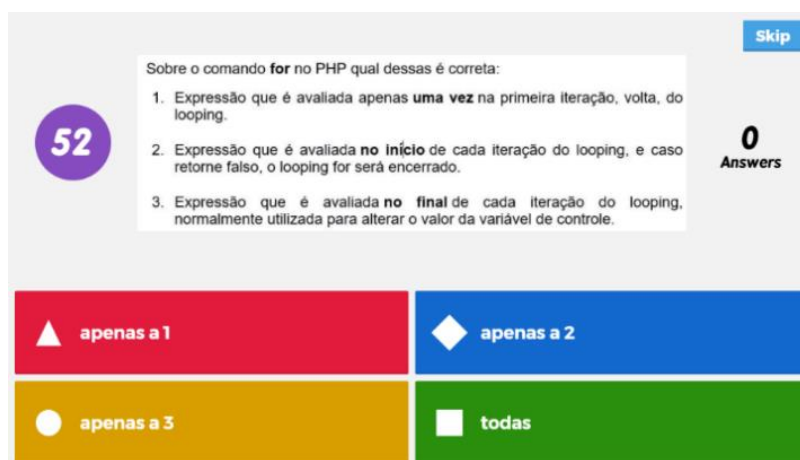 Skip
Sobre o comando for no PHP qual dessas é correta:
1. Expressão que é avaliada apenas uma vez na primeira iteração, volta, do
looping.
2. Expressão que é avaliada no início de cada iteração do looping, e caso
retorne falso, o looping for será encerrado.
3. Expressão que é avaliada no final de cada iteração do looping,
normalmente utilizada para alterar o valor da variável de controle.
52
0
Answers
apenas a 1
apenas a 2
apenas a 3
todas